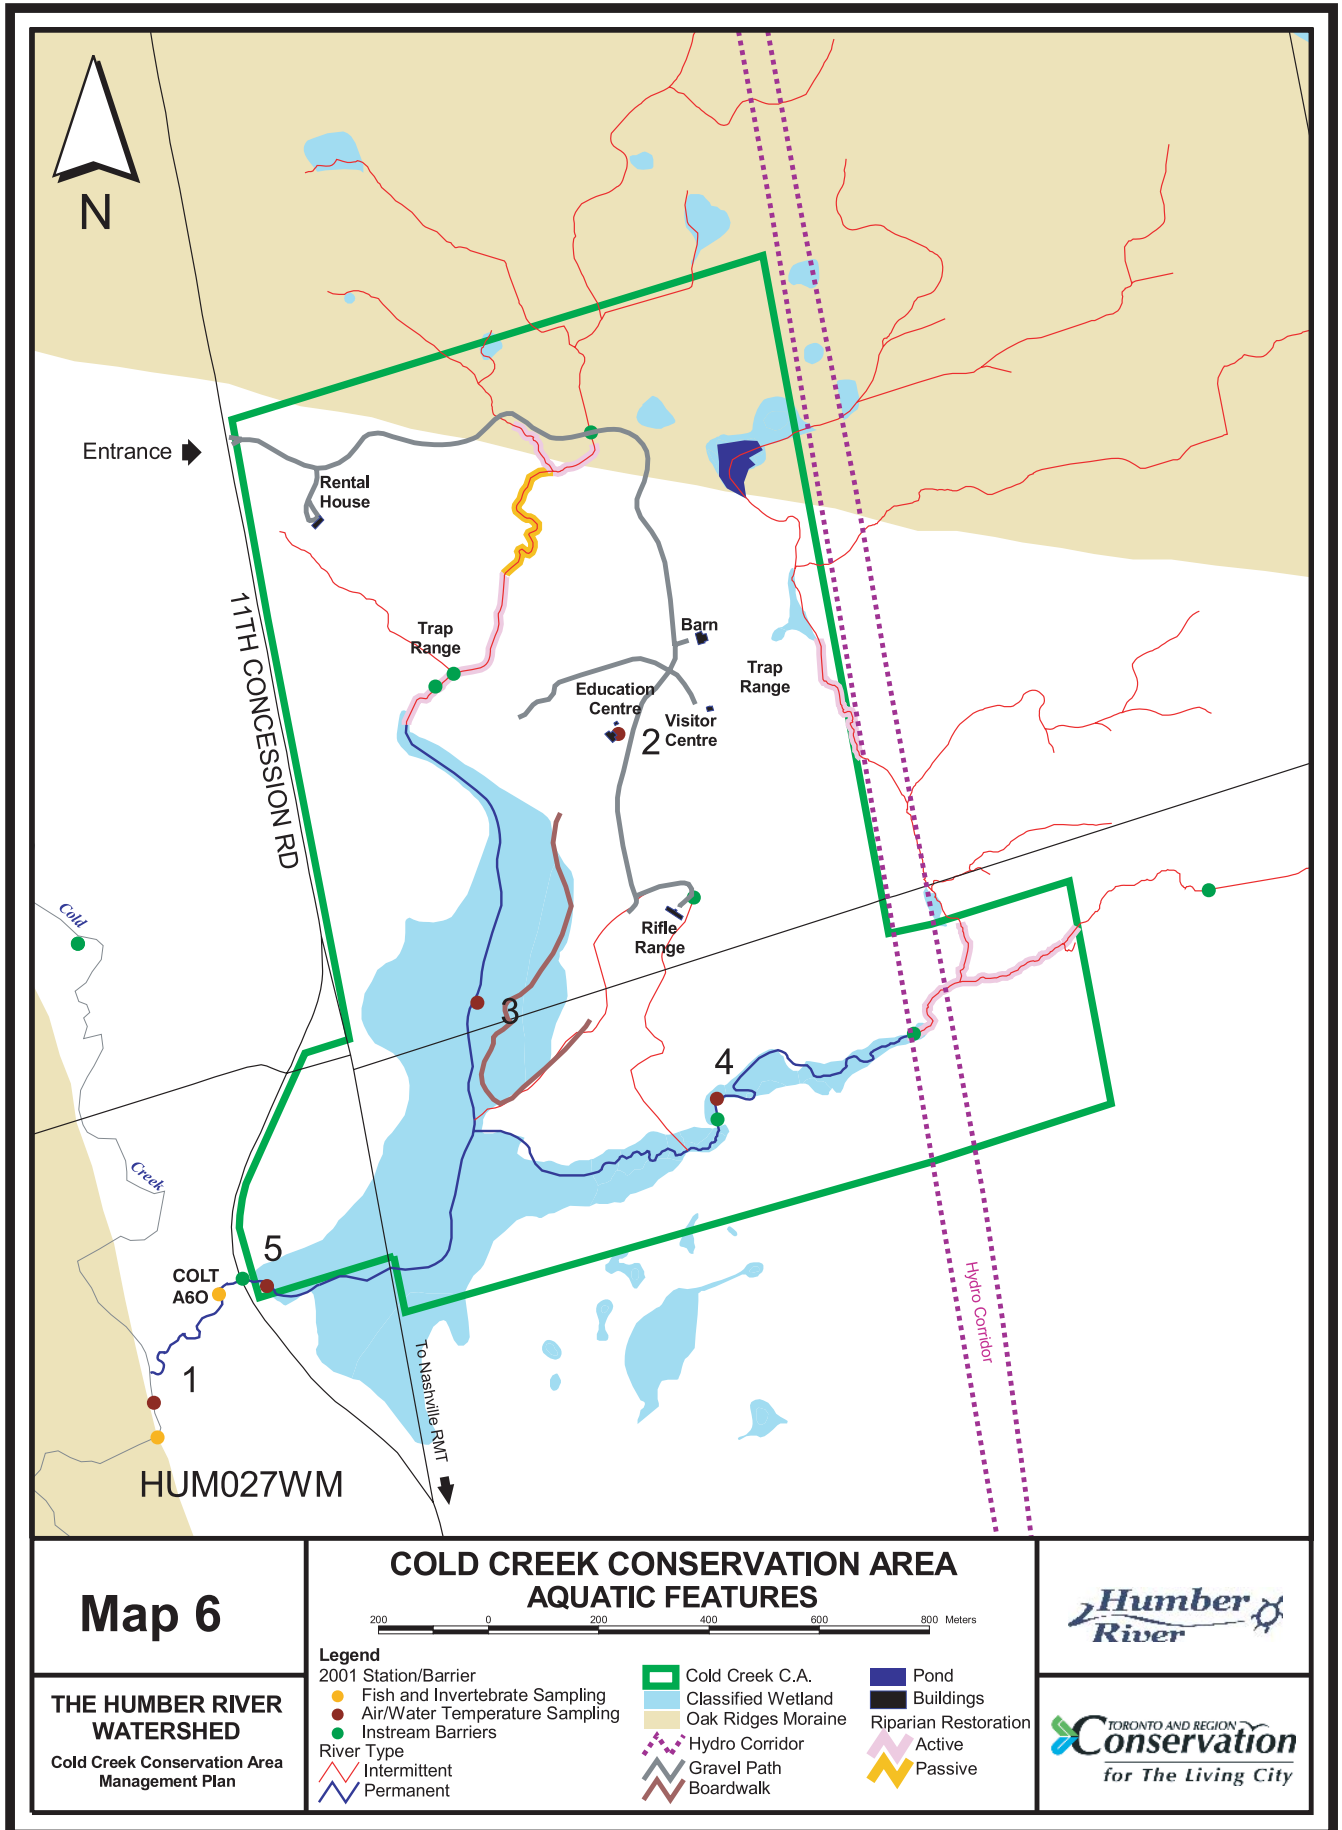 N
Entrance
Rental
House
11TH CONCESSION RD
Trap
Range
Barn
Trap
Range
Education
Centre
2
Visitor
Centre
Rifle
Range
Cold
3
4
Creek
5
COLT
A6O
1
To Nashville RMT
Hydro Corridor
HUM027WM
Map 6
THE HUMBER RIVER
WATERSHED
Cold Creek Conservation Area
Management Plan
COLD CREEK CONSERVATION AREA
AQUATIC FEATURES
200 0 200 400 600 800 Meters
Legend
2001 Station/Barrier
Fish and Invertebrate Sampling
Air/Water Temperature Sampling
Instream Barriers
River Type
Intermittent
Permanent
Cold Creek C.A.
Classified Wetland
Oak Ridges Moraine
Hydro Corridor
Gravel Path
Boardwalk
Pond
Buildings
Riparian Restoration
Active
Passive
Humber
River
TORONTO AND REGION
Conservation
for The Living City